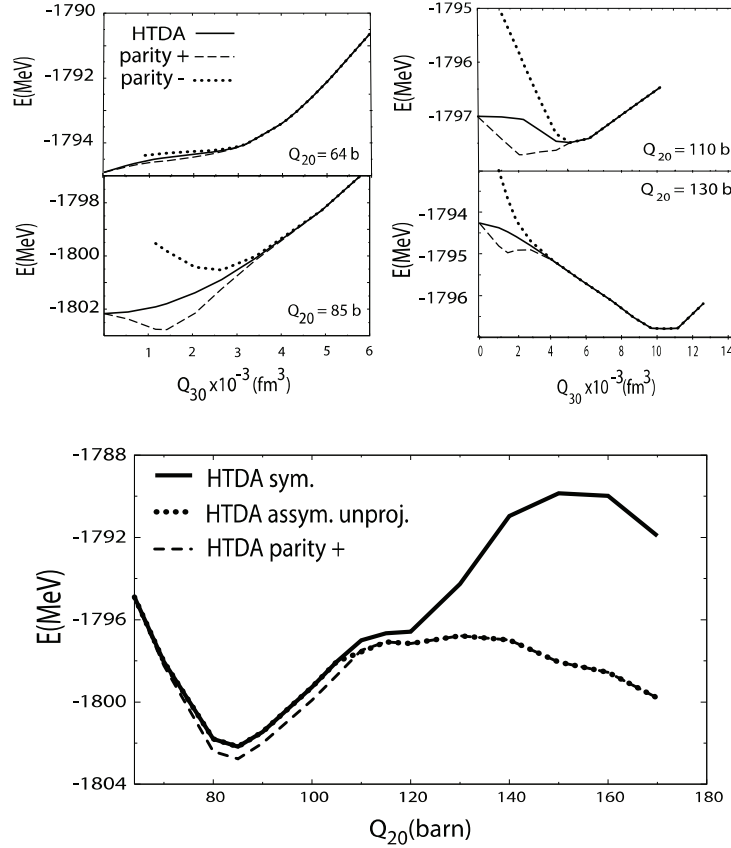 -1790
HTDA
parity +
-1792
parity -
E(MeV)
-1794
Q20 = 64 b
-1798
-1800
E(MeV)
-1802
Q20 = 85 b
1 2 3 4 5 6
Q30 x10-3 (fm3)
-1795
-1796
E(MeV)
-1797
Q20 = 110 b
Q20 = 130 b
-1794
E(MeV)
-1795
-1796
0 2 4 6 8 10 12 14
Q30 x10-3 (fm3)
-1788
HTDA sym.
HTDA assym. unproj.
HTDA parity +
-1792
E(MeV)
-1796
-1800
-1804
80 100 120 140 160 180
Q20(barn)